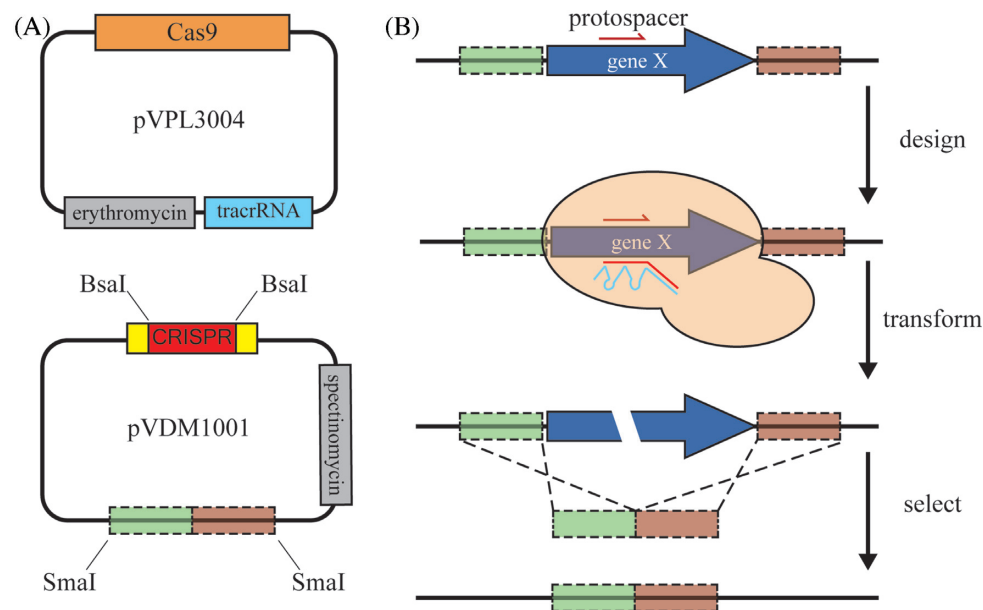 (A)
Cas9
pVPL3004
erythromycin
tracrRNA
BsaI
BsaI
CRISPR
pVDM1001
spectinomycin
SmaI
SmaI
(B)
protospacer
gene X
design
gene X
transform
select